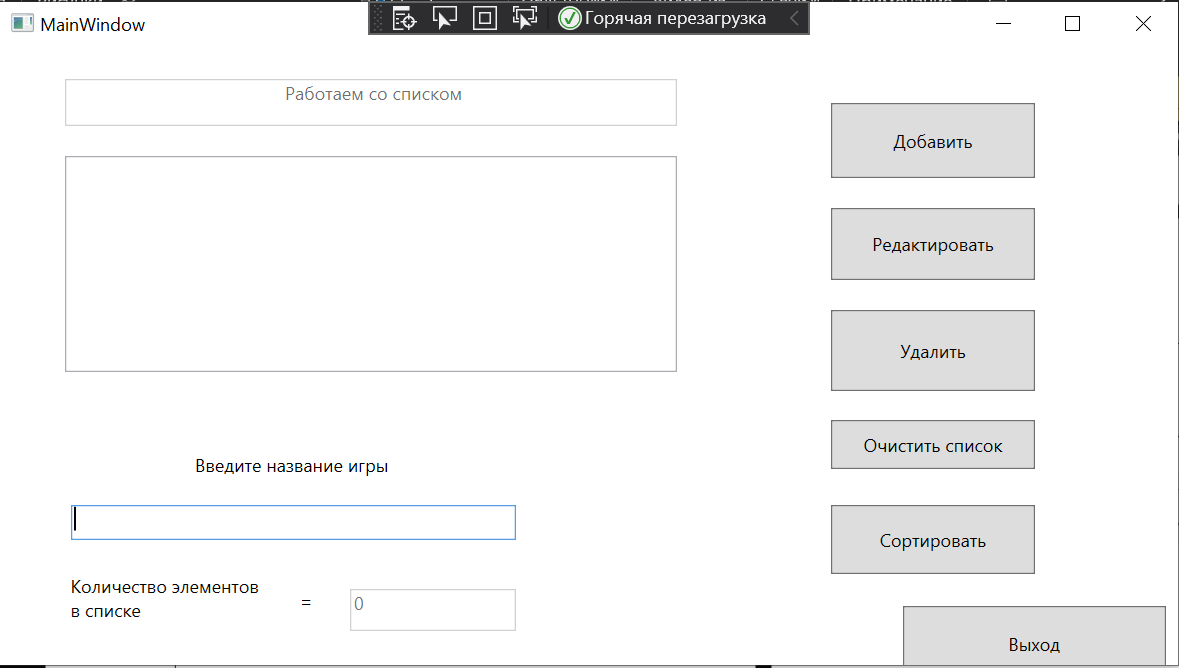 MainWindow
Горячая перезагрузка
Работаем со списком
Добавить
Редактировать
Удалить
Очистить список
Введите название игры
Сортировать
Количество элементов
в списке
=
0
Выход